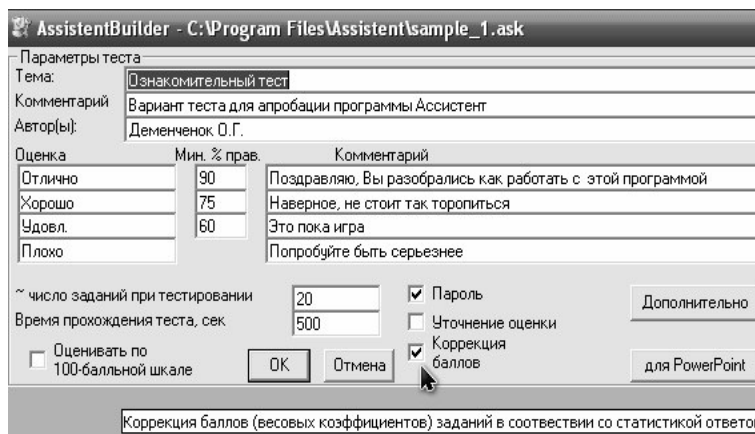 AssistentBuilder - C:\Program Files\Assistent\sample_1.ask
Параметры теста
Тема: Ознакомительный тест
Комментарий Вариант теста для апробации программы Ассистент
Автор(ы): Деменченок О.Г.
Оценка Мин. % прав. Комментарий
Отлично 90 Поздравляю, Вы разобрались как работать с этой программой
Хорошо 75 Наверное, не стоит так торопиться
Удовл. 60 Это пока игра
Плохо Попробуйте быть серьезнее
~ число заданий при тестировании 20 Пароль Дополнительно
Время прохождения теста, сек 500 Уточнение оценки
Оценивать по 100-балльной шкале OK Отмена Коррекция баллов для PowerPoint
Коррекция баллов (весовых коэффициентов) заданий в соотвествии со статистикой ответо